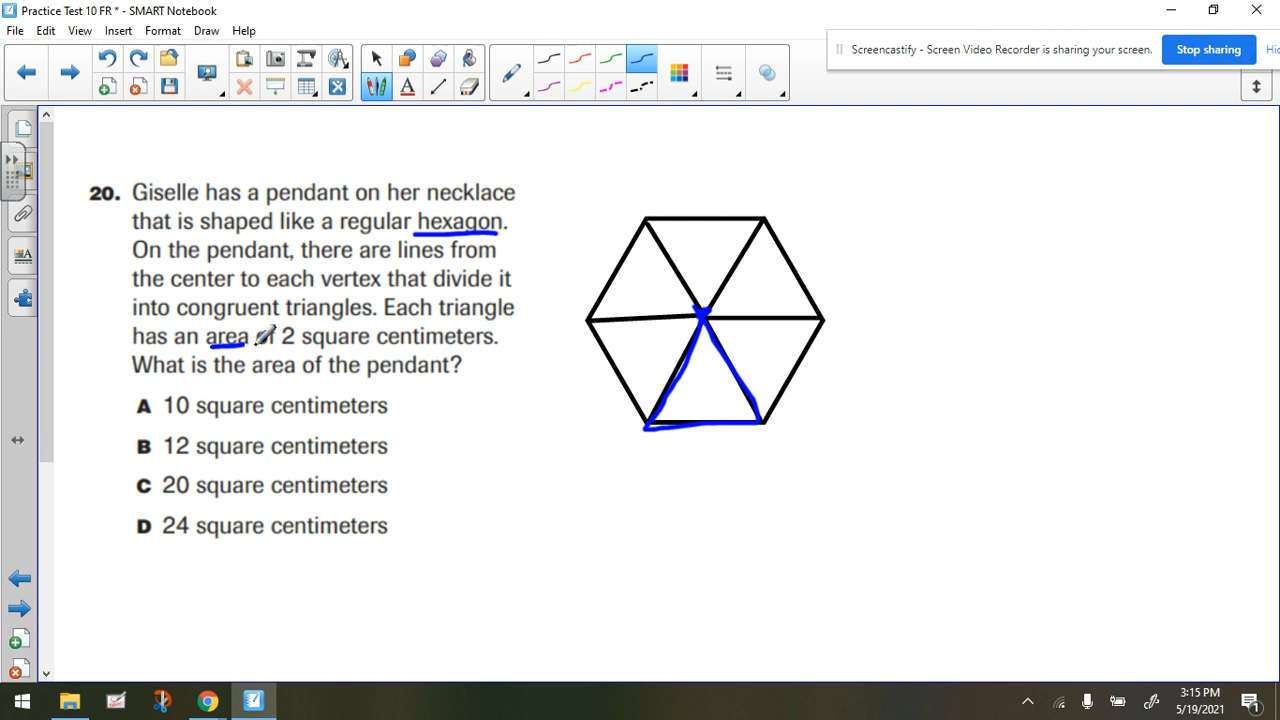 Practice Test 10 FR * - SMART Notebook
File Edit View Insert Format Draw Help
Screencastify - Screen Video Recorder is sharing your screen. Stop sharing Hid
20. Giselle has a pendant on her necklace
that is shaped like a regular hexagon.
On the pendant, there are lines from
the center to each vertex that divide it
into congruent triangles. Each triangle
has an area of 2 square centimeters.
What is the area of the pendant?
A 10 square centimeters
B 12 square centimeters
C 20 square centimeters
D 24 square centimeters
3:15 PM
5/19/2021
1